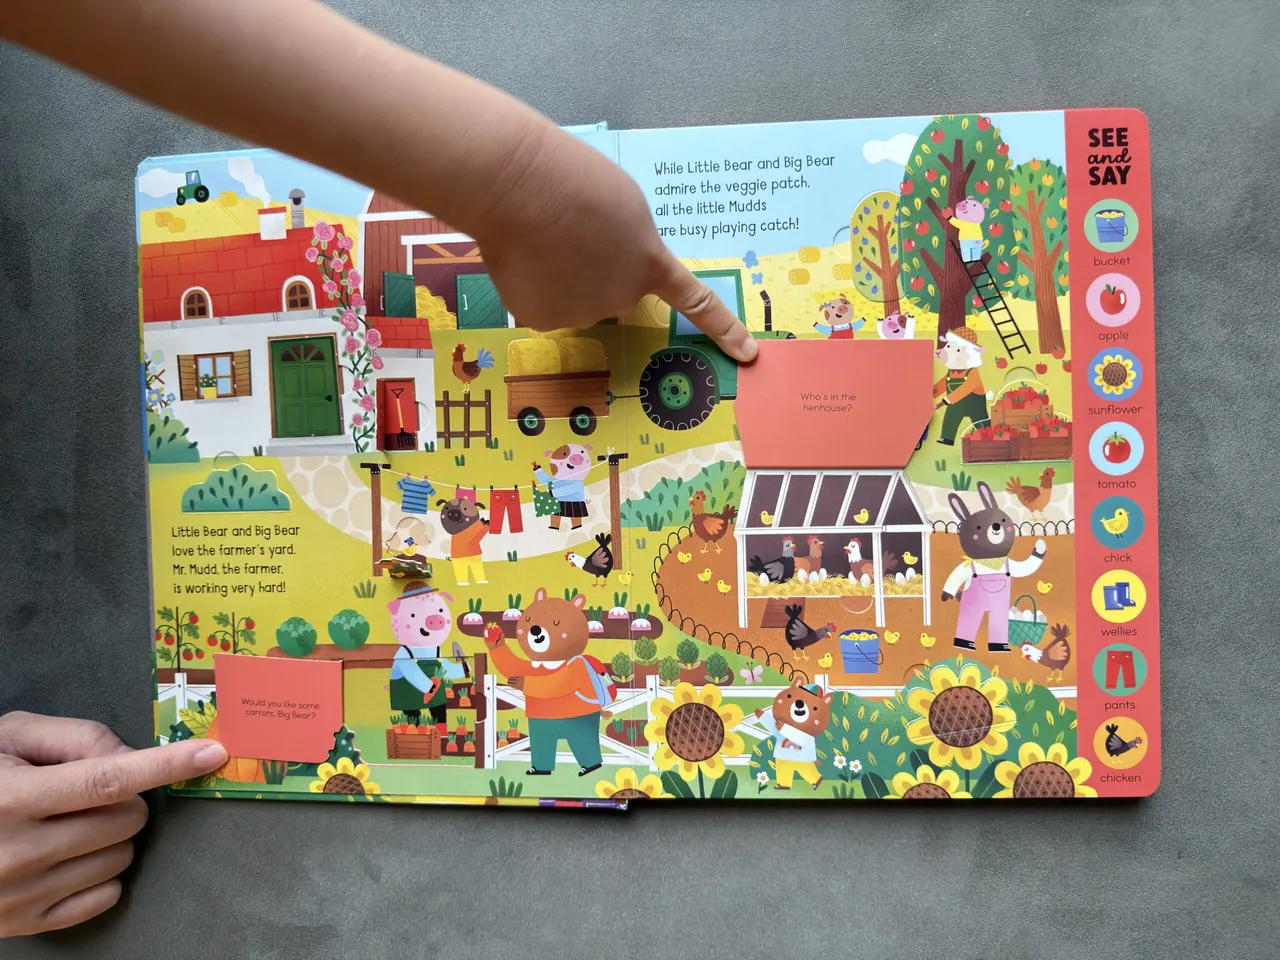 While Little Bear and Big Bear
admire the veggie patch.
all the little Mudds
are busy playing catch!
Who's in the
henhouse?
Little Bear and Big Bear
love the farmer's yard.
Mr. Mudd, the farmer,
is working very hard!
Would you like some
carrots, Big Bear?
SEE
and
SAY
bucket
apple
sunflower
tomato
chick
wellies
pants
chicken